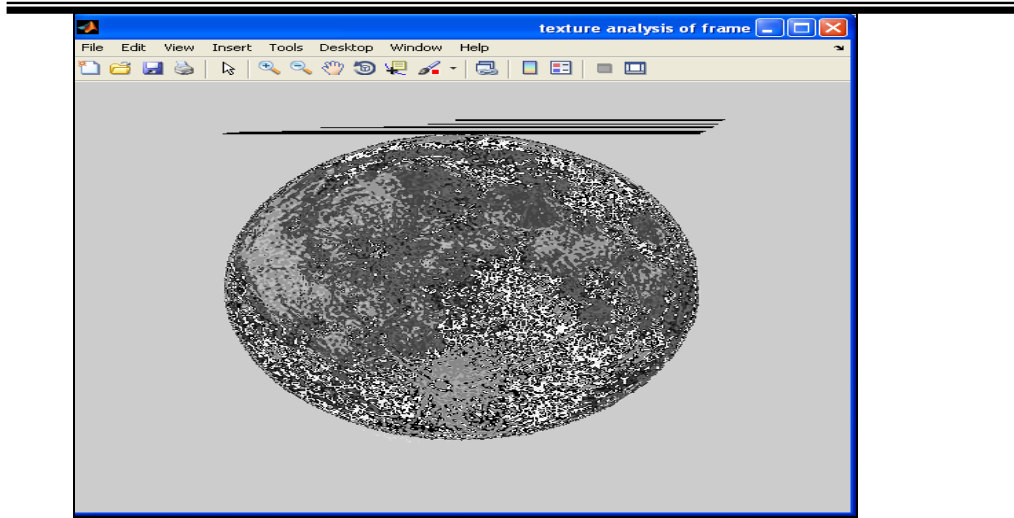 texture analysis of frame
File Edit View Insert Tools Desktop Window Help